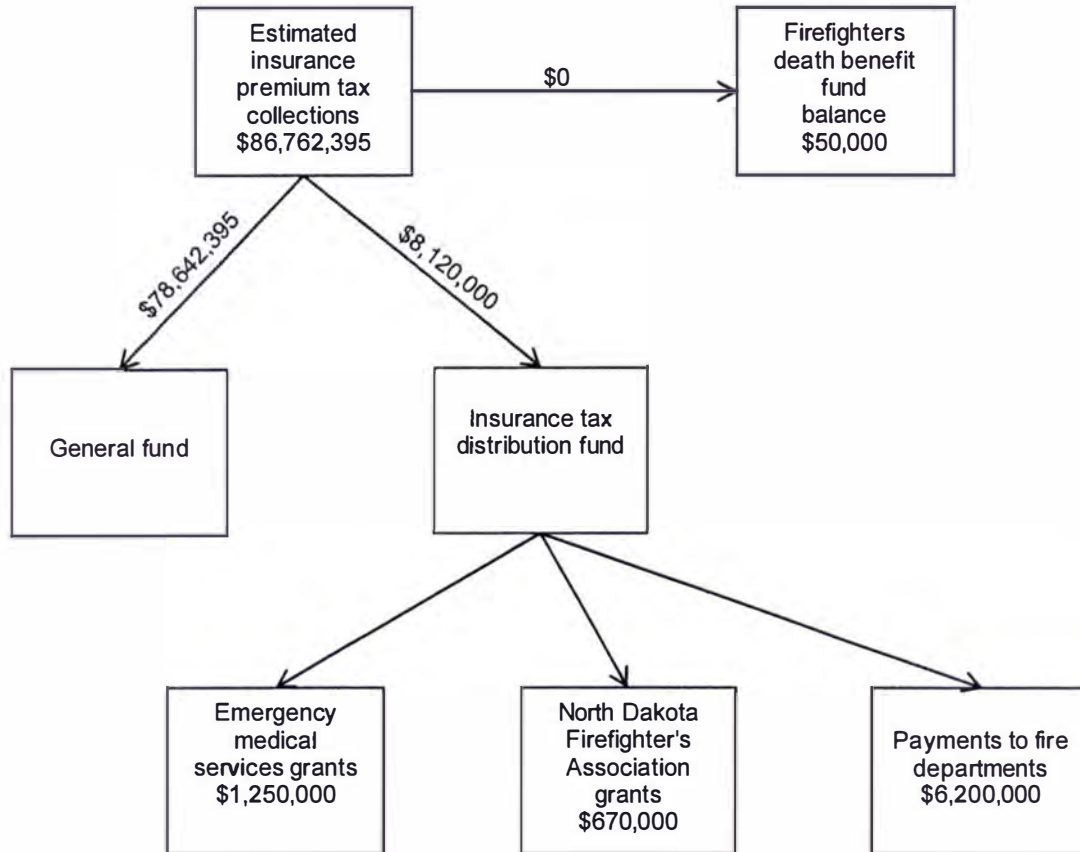 Estimated
insurance
premium tax
collections
$86,762,395
$0
Firefighters
death benefit
fund
balance
$50,000
$78,642,395
$8,120,000
General fund
Insurance tax
distribution fund
Emergency
medical
services grants
$1,250,000
North Dakota
Firefighter's
Association
grants
$670,000
Payments to fire
departments
$6,200,000